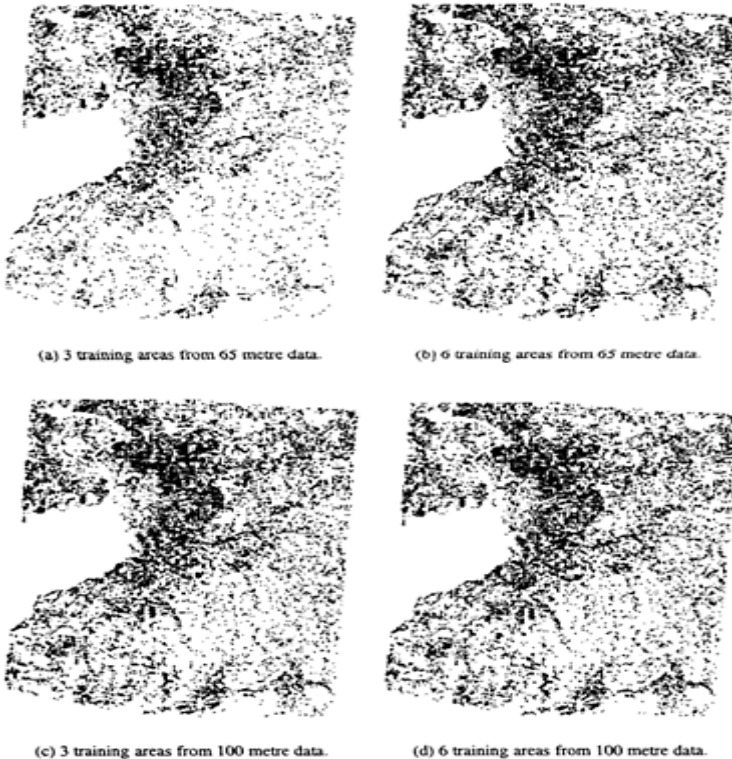 (a) 3 training areas from 65 metre data.
(b) 6 training areas from 65 metre data.
(c) 3 training areas from 100 metre data.
(d) 6 training areas from 100 metre data.